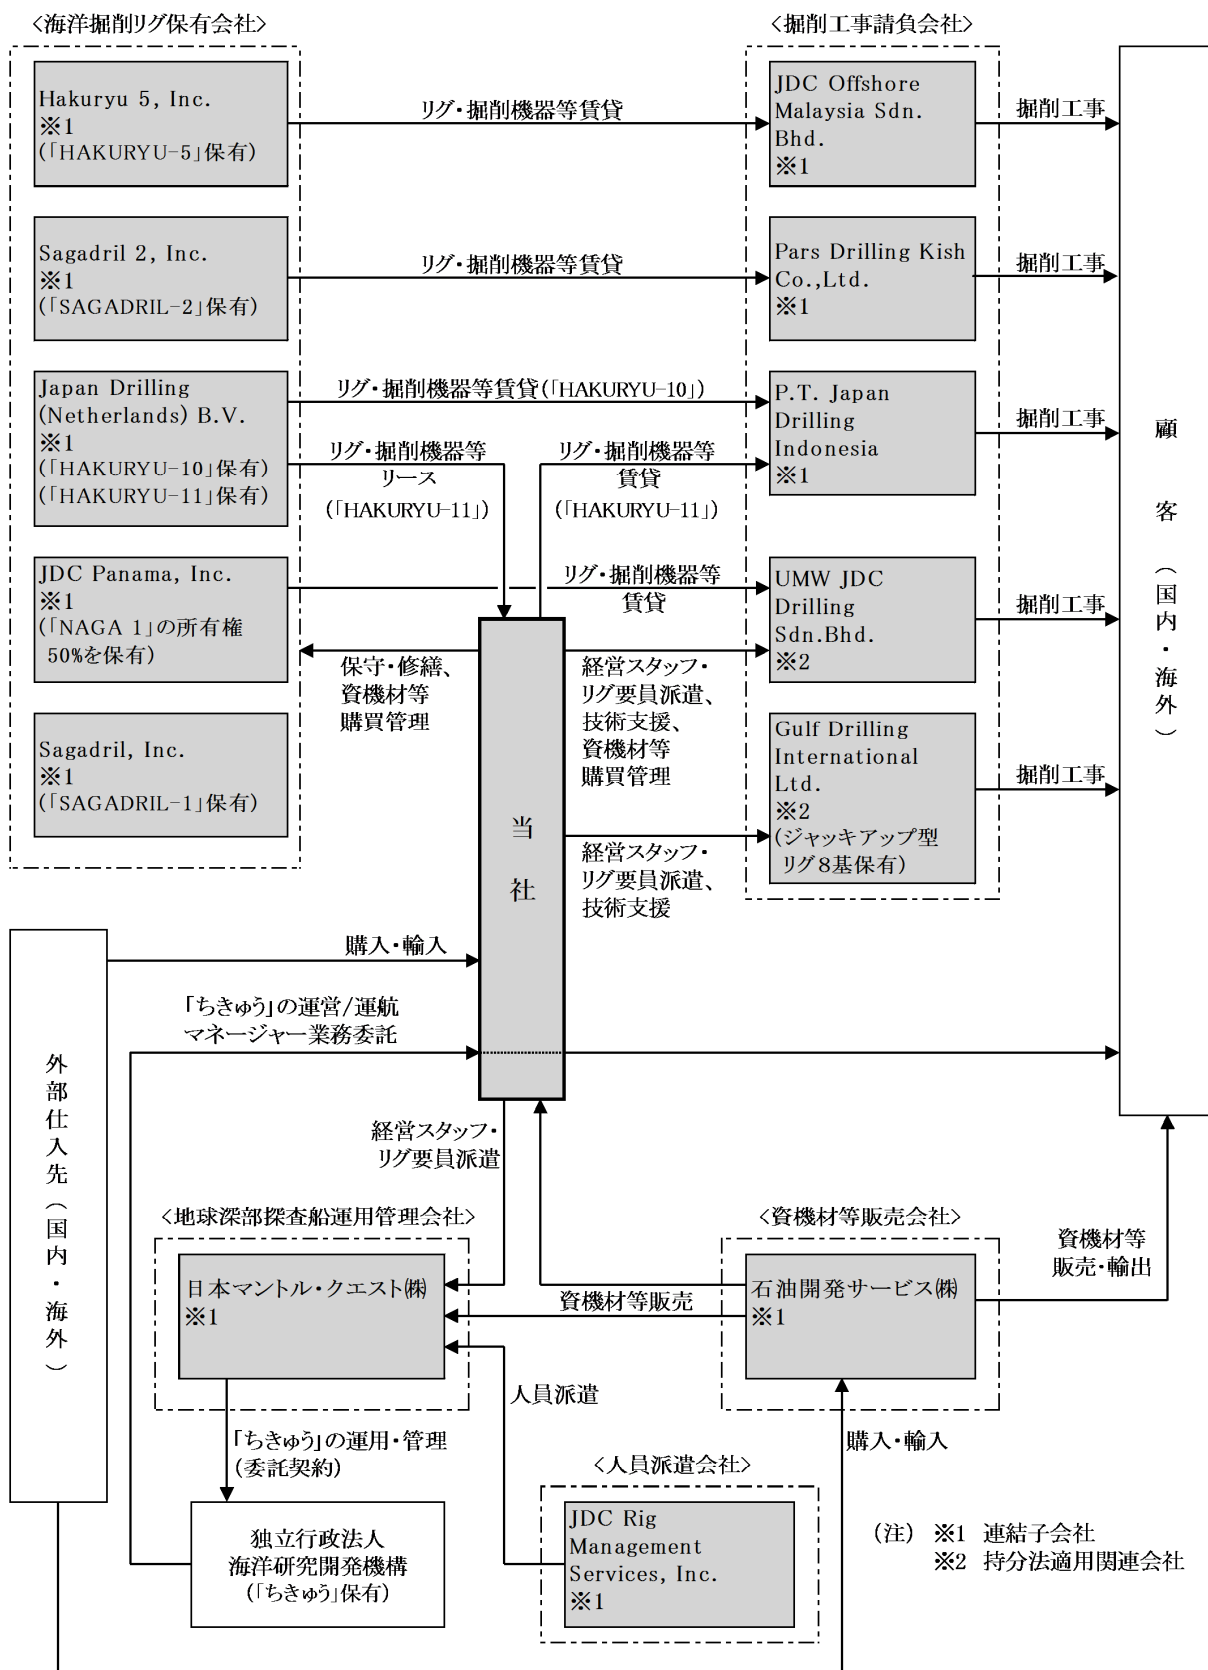 <海洋掘削リグ保有会社>
<掘削工事請負会社>
Hakuryu 5, Inc.
※1
(「HAKURYU-5」保有)
リグ・掘削機器等賃貸
JDC Offshore
Malaysia Sdn.
Bhd.
※1
掘削工事
Sagadril 2, Inc.
※1
(「SAGADRIL-2」保有)
リグ・掘削機器等賃貸
Pars Drilling Kish
Co.,Ltd.
※1
掘削工事
Japan Drilling
(Netherlands) B.V.
※1
(「HAKURYU-10」保有)
(「HAKURYU-11」保有)
リグ・掘削機器等賃貸(「HAKURYU-10」)
リグ・掘削機器等
リース
(「HAKURYU-11」)
リグ・掘削機器等
賃貸
(「HAKURYU-11」)
P.T. Japan
Drilling
Indonesia
※1
掘削工事
顧客(国内・海外)
JDC Panama, Inc.
※1
(「NAGA 1」の所有権
50%を保有)
リグ・掘削機器等
賃貸
UMW JDC
Drilling
Sdn.Bhd.
※2
掘削工事
保守・修繕、
資機材等
購買管理
経営スタッフ・
リグ要員派遣、
技術支援、
資機材等
購買管理
Sagadril, Inc.
※1
(「SAGADRIL-1」保有)
当社
Gulf Drilling
International
Ltd.
※2
(ジャッキアップ型
リグ8基保有)
掘削工事
経営スタッフ・
リグ要員派遣、
技術支援
外部仕入先(国内・海外)
購入・輸入
「ちきゅう」の運営/運航
マネージャー業務委託
経営スタッフ・
リグ要員派遣
<地球深部探査船運用管理会社>
日本マントル・クエスト㈱
※1
<資機材等販売会社>
石油開発サービス㈱
※1
資機材等
販売・輸出
資機材等販売
人員派遣
「ちきゅう」の運用・管理
(委託契約)
購入・輸入
<人員派遣会社>
JDC Rig
Management
Services, Inc.
※1
独立行政法人
海洋研究開発機構
(「ちきゅう」保有)
(注) ※1 連結子会社
※2 持分法適用関連会社